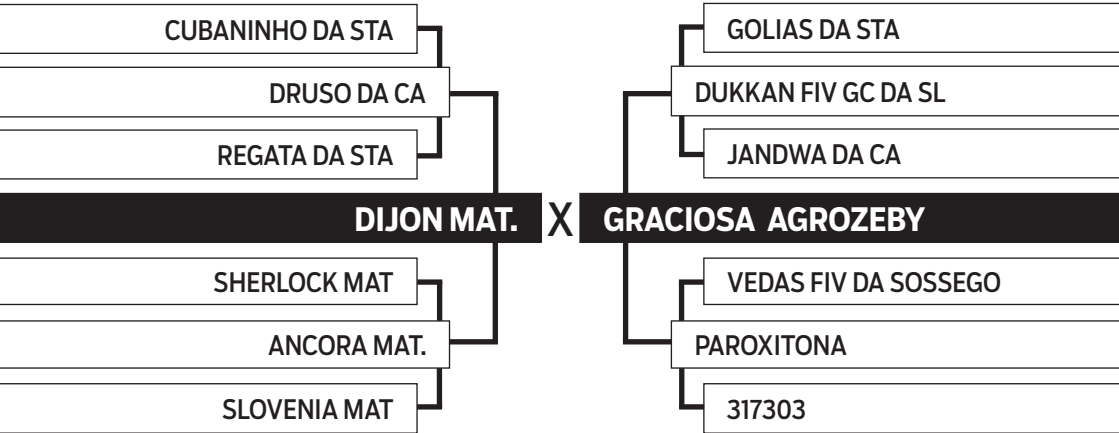 CUBANINHO DA STA
DRUSO DA CA
REGATA DA STA
DIJON MAT. X GRACIOSA AGROZEBY
SHERLOCK MAT
ANCORA MAT.
SLOVENIA MAT
GOLIAS DA STA
DUKKAN FIV GC DA SL
JANDWA DA CA
VEDAS FIV DA SOSSEGO
PAROXITONA
317303